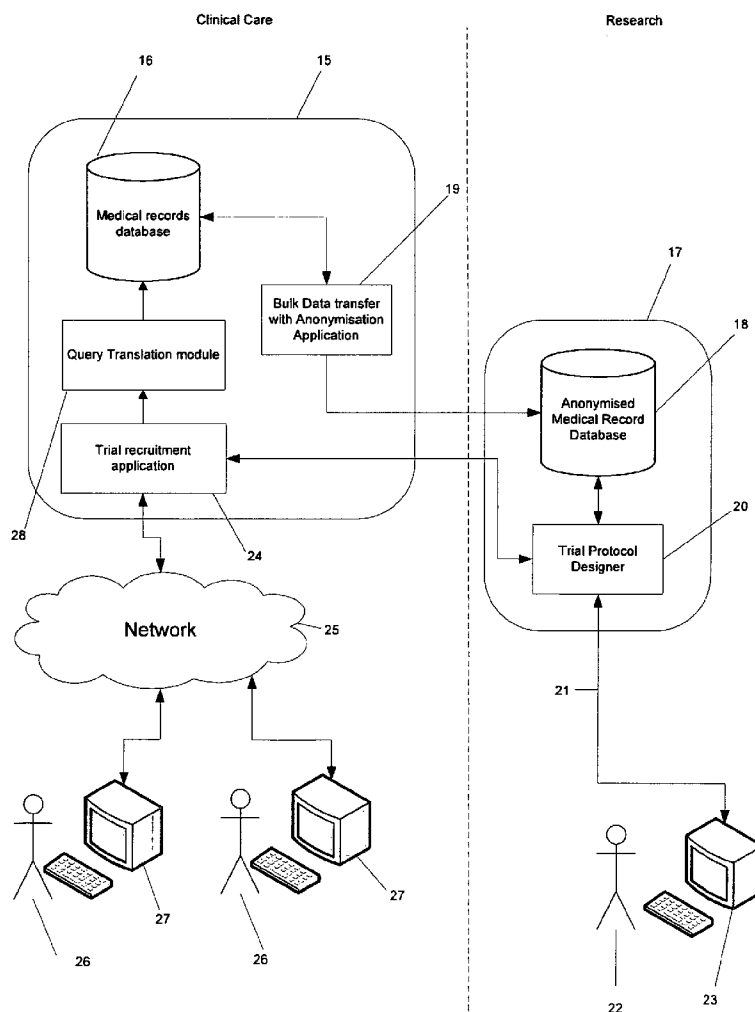 Clinical Care
Research
16
15
Medical records
database
19
Bulk Data transfer
with Anonymisation
Application
17
18
Query Translation module
Anonymised
Medical Record
Database
Trial recruitment
application
28
24
20
Trial Protocol
Designer
Network
25
21
27
27
26
26
22
23